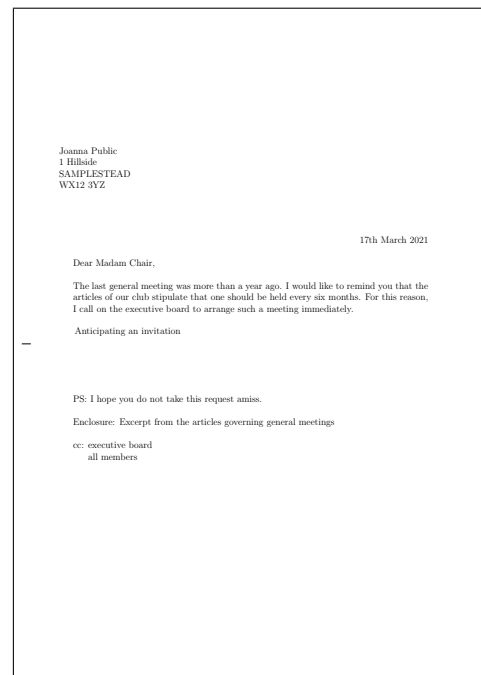 Joanna Public
1 Hillside
SAMPLESTEAD
WX12 3YZ
17th March 2021
Dear Madam Chair,
The last general meeting was more than a year ago. I would like to remind you that the
articles of our club stipulate that one should be held every six months. For this reason,
I call on the executive board to arrange such a meeting immediately.
Anticipating an invitation
PS: I hope you do not take this request amiss.
Enclosure: Excerpt from the articles governing general meetings
cc: executive board
all members